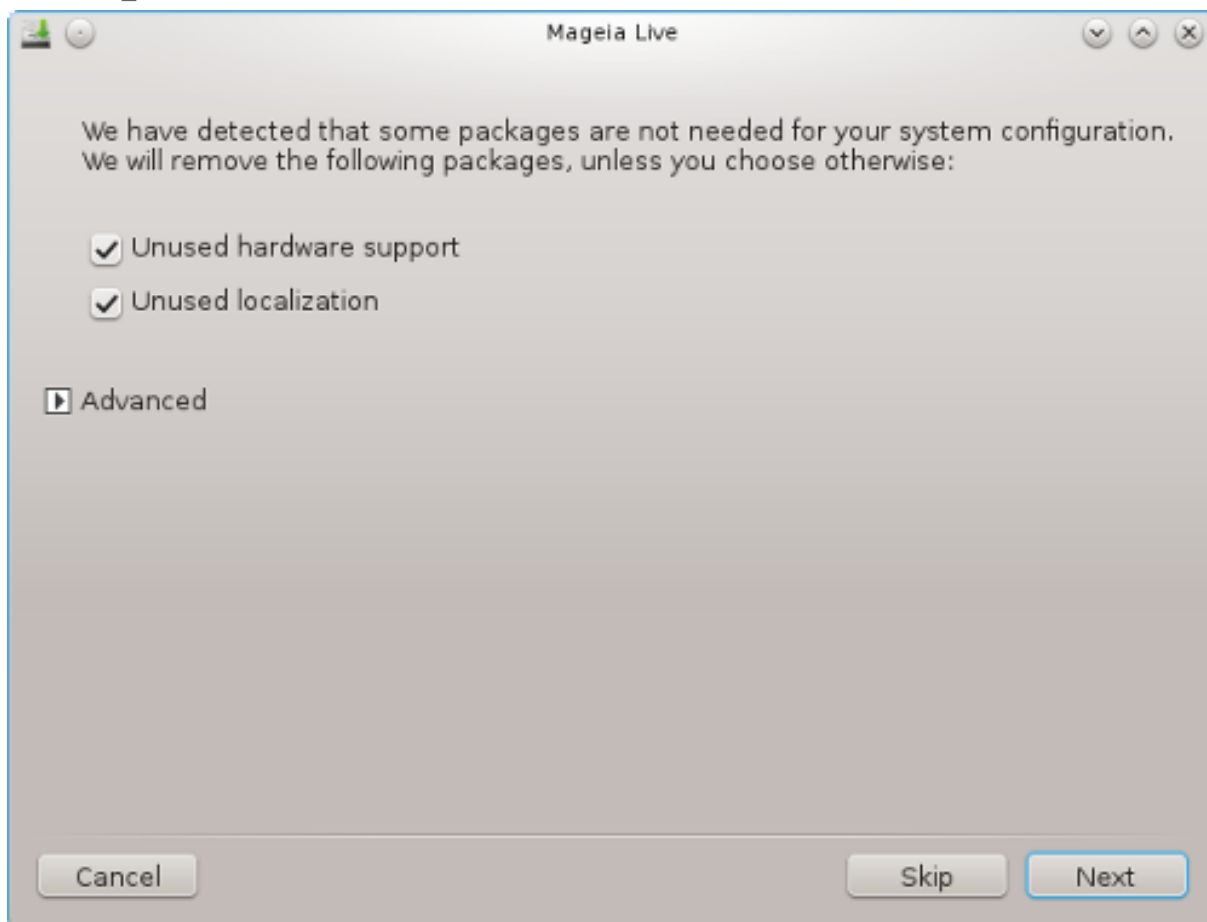 Mageia Live
We have detected that some packages are not needed for your system configuration.
We will remove the following packages, unless you choose otherwise:
Unused hardware support
Unused localization
Advanced
Cancel
Skip
Next